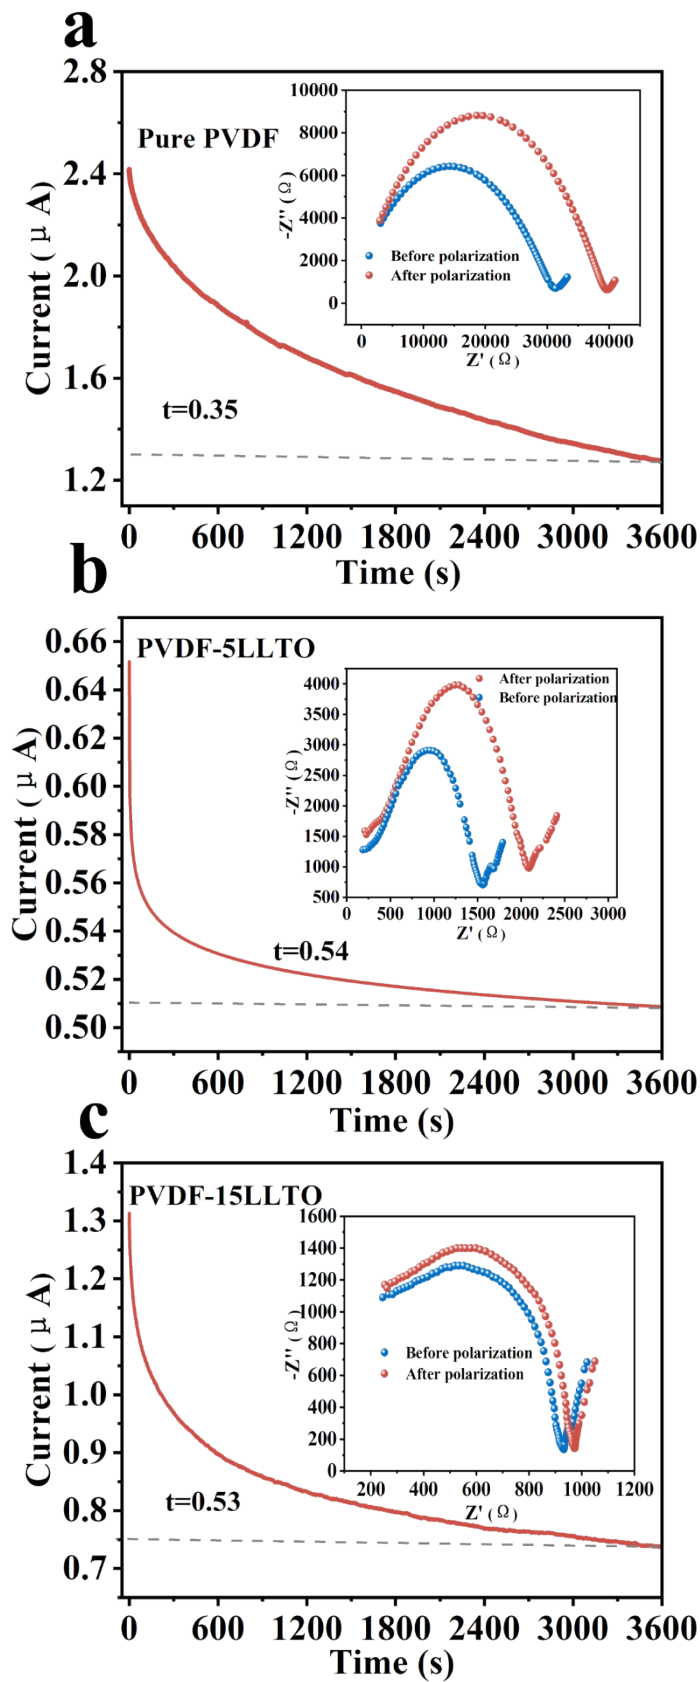 a
2.8
2.4
2.0
1.6
1.2
Current ( μ A)
Pure PVDF
t=0.35
10000
8000
6000
4000
2000
0
-Z'' ( Ω )
Before polarization
After polarization
0 10000 20000 30000 40000
Z' ( Ω )
0 600 1200 1800 2400 3000 3600
Time (s)
b
0.66
0.64
0.62
0.60
0.58
0.56
0.54
0.52
0.50
Current ( μ A)
PVDF-5LLTO
t=0.54
4000
3500
3000
2500
2000
1500
1000
500
-Z'' ( Ω )
After polarization
Before polarization
0 500 1000 1500 2000 2500 3000
Z' ( Ω )
0 600 1200 1800 2400 3000 3600
Time (s)
c
1.4
1.3
1.2
1.1
1.0
0.9
0.8
0.7
Current ( μ A)
PVDF-15LLTO
t=0.53
1600
1400
1200
1000
800
600
400
200
0
-Z'' ( Ω )
Before polarization
After polarization
200 400 600 800 1000 1200
Z' ( Ω )
0 600 1200 1800 2400 3000 3600
Time (s)